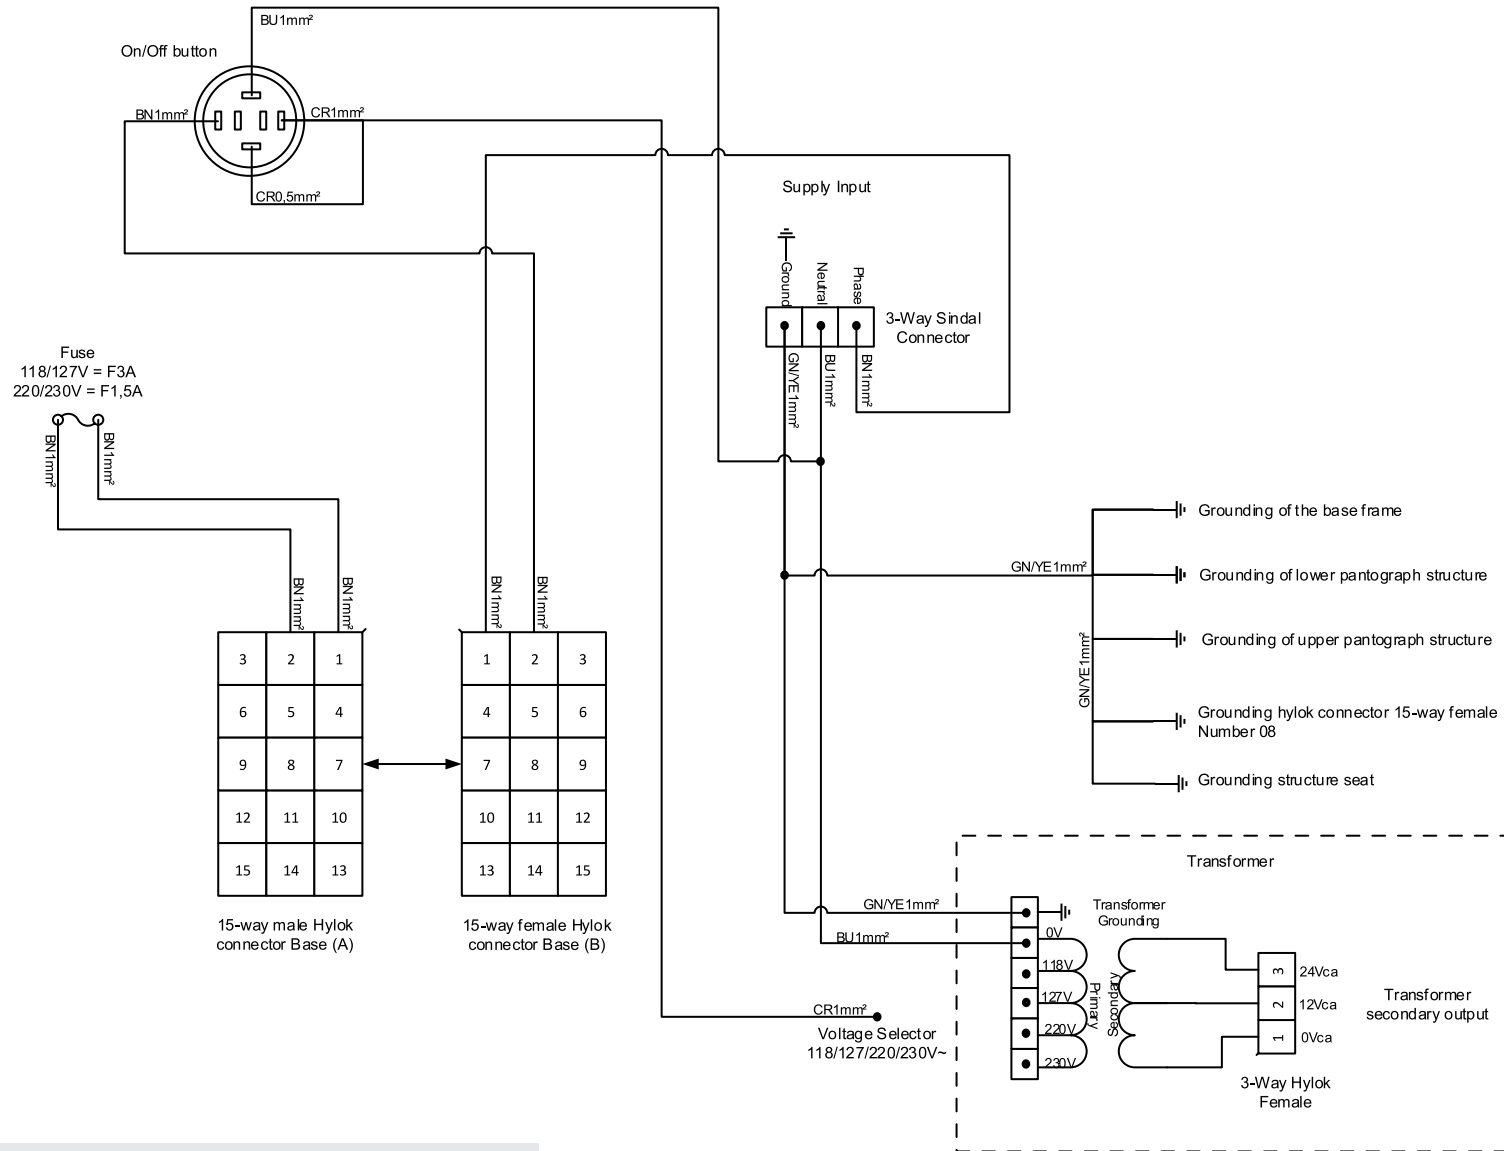 BU1mm²
On/Off button
BN1mm²
CR1mm²
CR0,5mm²
Supply Input
Ground
Neutral
Phase
3-Way Sindal
Connector
GN/YE1mm²
BU1mm²
BN1mm²
Fuse
118/127V = F3A
220/230V = F1,5A
BN1mm²
BN1mm²
BN1mm²
BN1mm²
BN1mm²
BN1mm²
3 2 1
6 5 4
9 8 7
12 11 10
15 14 13
15-way male Hylok
connector Base (A)
1 2 3
4 5 6
7 8 9
10 11 12
13 14 15
15-way female Hylok
connector Base (B)
GN/YE1mm²
GN/YE1mm²
Grounding of the base frame
Grounding of lower pantograph structure
Grounding of upper pantograph structure
Grounding hylok connector 15-way female
Number 08
Grounding structure seat
Transformer
GN/YE1mm²
BU1mm²
Transformer
Grounding
0V
118V
127V
220V
230V
Primary
Secundary
3 24Vca
2 12Vca
1 0Vca
Transformer
secondary output
3-Way Hylok
Female
CR1mm²
Voltage Selector
118/127/220/230V~